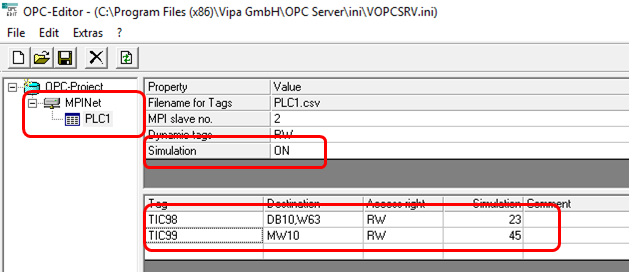 OPC-Editor - (C:\Program Files (x86)\Vipa GmbH\OPC Server\ini\VOPCSRV.ini)
File Edit Extras ?
OPC-Project
MPINet
PLC1
Property Value
Filename for Tags PLC1.csv
MPI slave no. 2
Dynamic tags RW
Simulation ON
Tag Destination Access right Simulation Comment
TIC98 DB10,W63 RW 23
TIC99 MW10 RW 45